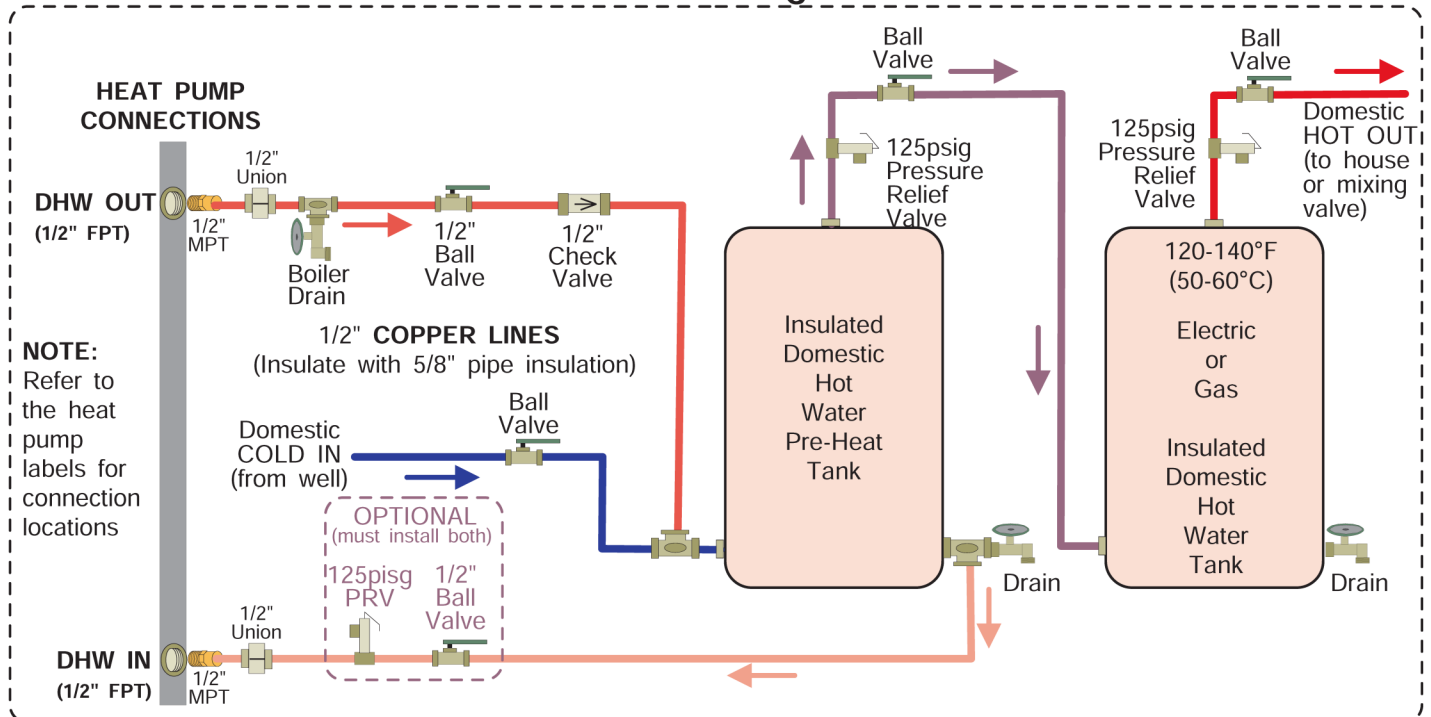 HEAT PUMP
CONNECTIONS
DHW OUT
(1/2" FPT)
1/2"
MPT
1/2"
Union
Boiler
Drain
1/2"
Ball
Valve
1/2"
Check
Valve
1/2" COPPER LINES
(Insulate with 5/8" pipe insulation)
NOTE:
Refer to
the heat
pump
labels for
connection
locations
Domestic
COLD IN
(from well)
Ball
Valve
OPTIONAL
(must install both)
125pisg
PRV
1/2"
Ball
Valve
1/2"
Union
DHW IN
(1/2" FPT)
1/2"
MPT
Ball
Valve
125psig
Pressure
Relief
Valve
Insulated
Domestic
Hot
Water
Pre-Heat
Tank
Drain
Ball
Valve
125psig
Pressure
Relief
Valve
Domestic
HOT OUT
(to house
or mixing
valve)
120-140°F
(50-60°C)
Electric
or
Gas
Insulated
Domestic
Hot
Water
Tank
Drain